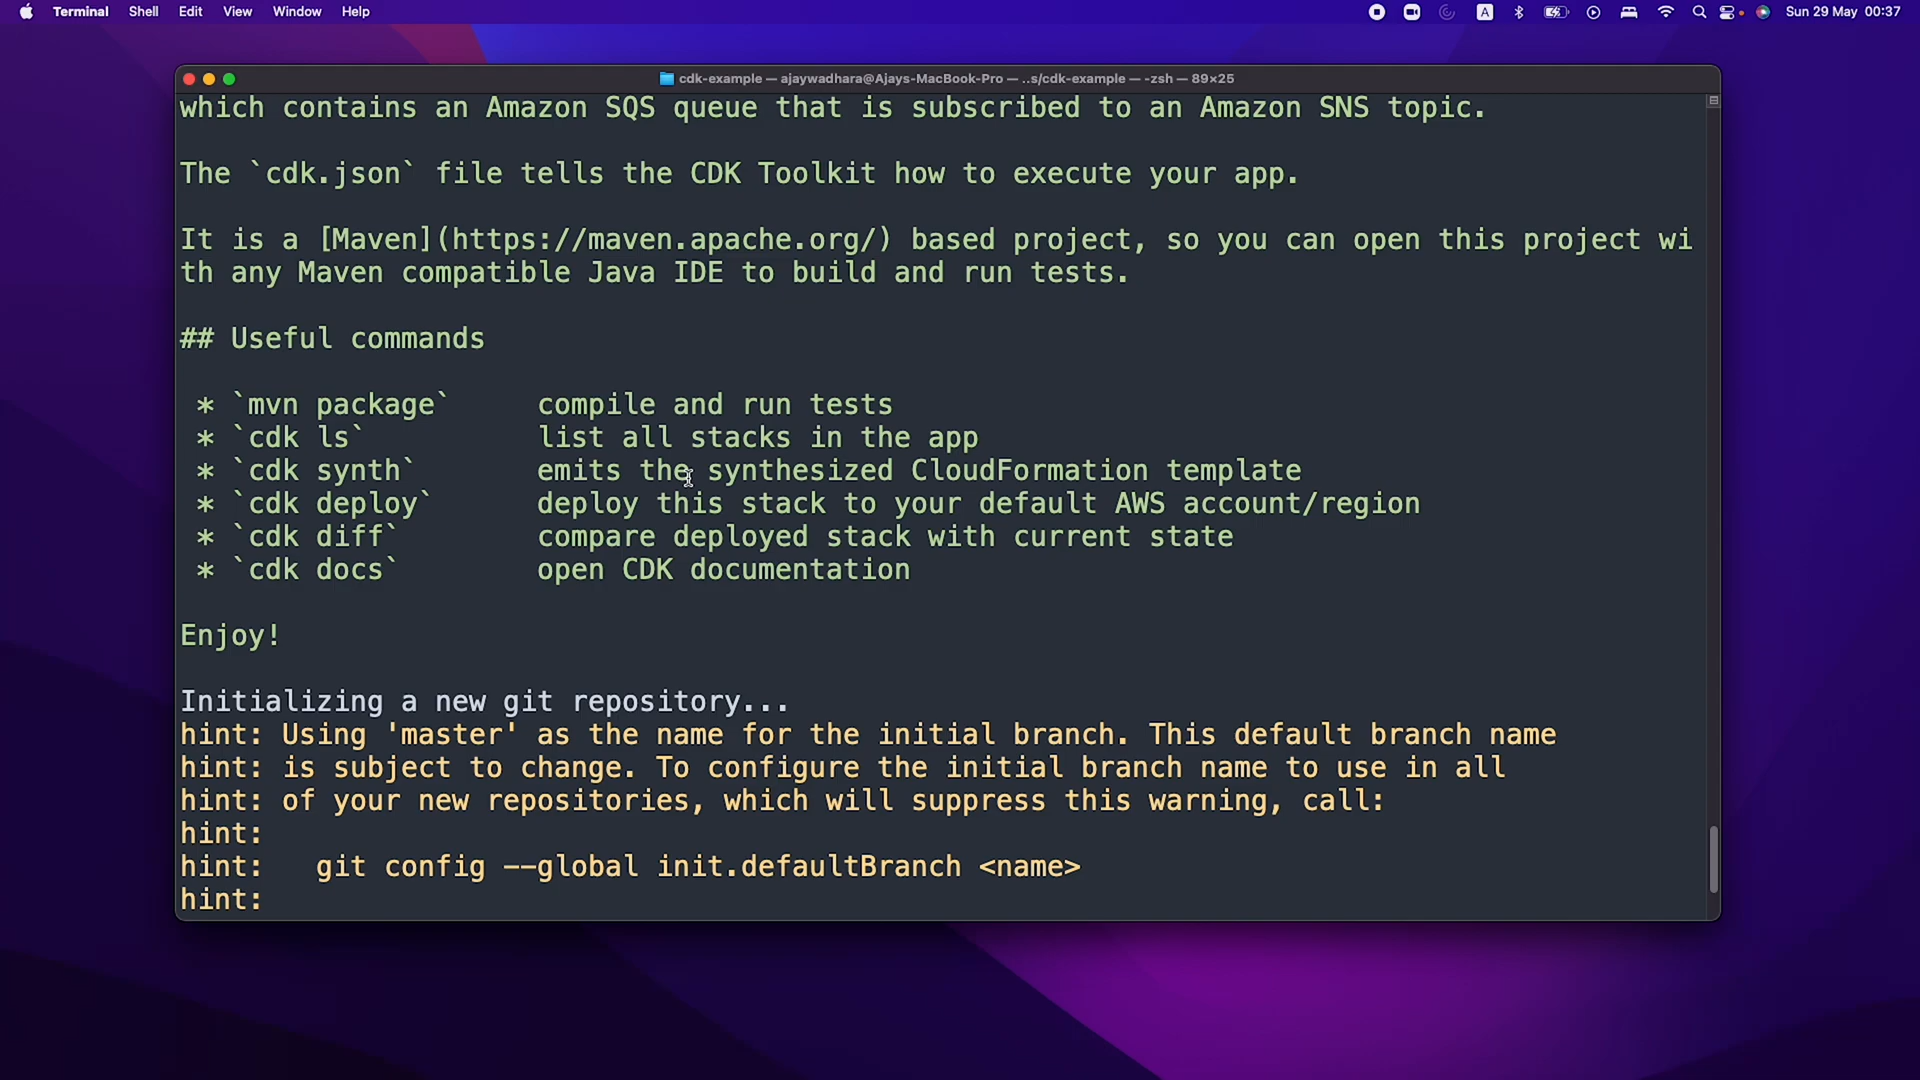 Terminal Shell Edit View Window Help
A
Sun 29 May 00:37
cdk-example — ajaywadhara@Ajays-MacBook-Pro — ..s/cdk-example — -zsh — 89×25
which contains an Amazon SQS queue that is subscribed to an Amazon SNS topic.
The `cdk.json` file tells the CDK Toolkit how to execute your app.
It is a [Maven](https://maven.apache.org/) based project, so you can open this project wi
th any Maven compatible Java IDE to build and run tests.
## Useful commands
* `mvn package`     compile and run tests
* `cdk ls`          list all stacks in the app
* `cdk synth`       emits the synthesized CloudFormation template
* `cdk deploy`      deploy this stack to your default AWS account/region
* `cdk diff`        compare deployed stack with current state
* `cdk docs`        open CDK documentation
Enjoy!
Initializing a new git repository...
hint: Using 'master' as the name for the initial branch. This default branch name
hint: is subject to change. To configure the initial branch name to use in all
hint: of your new repositories, which will suppress this warning, call:
hint:
hint:   git config --global init.defaultBranch <name>
hint: